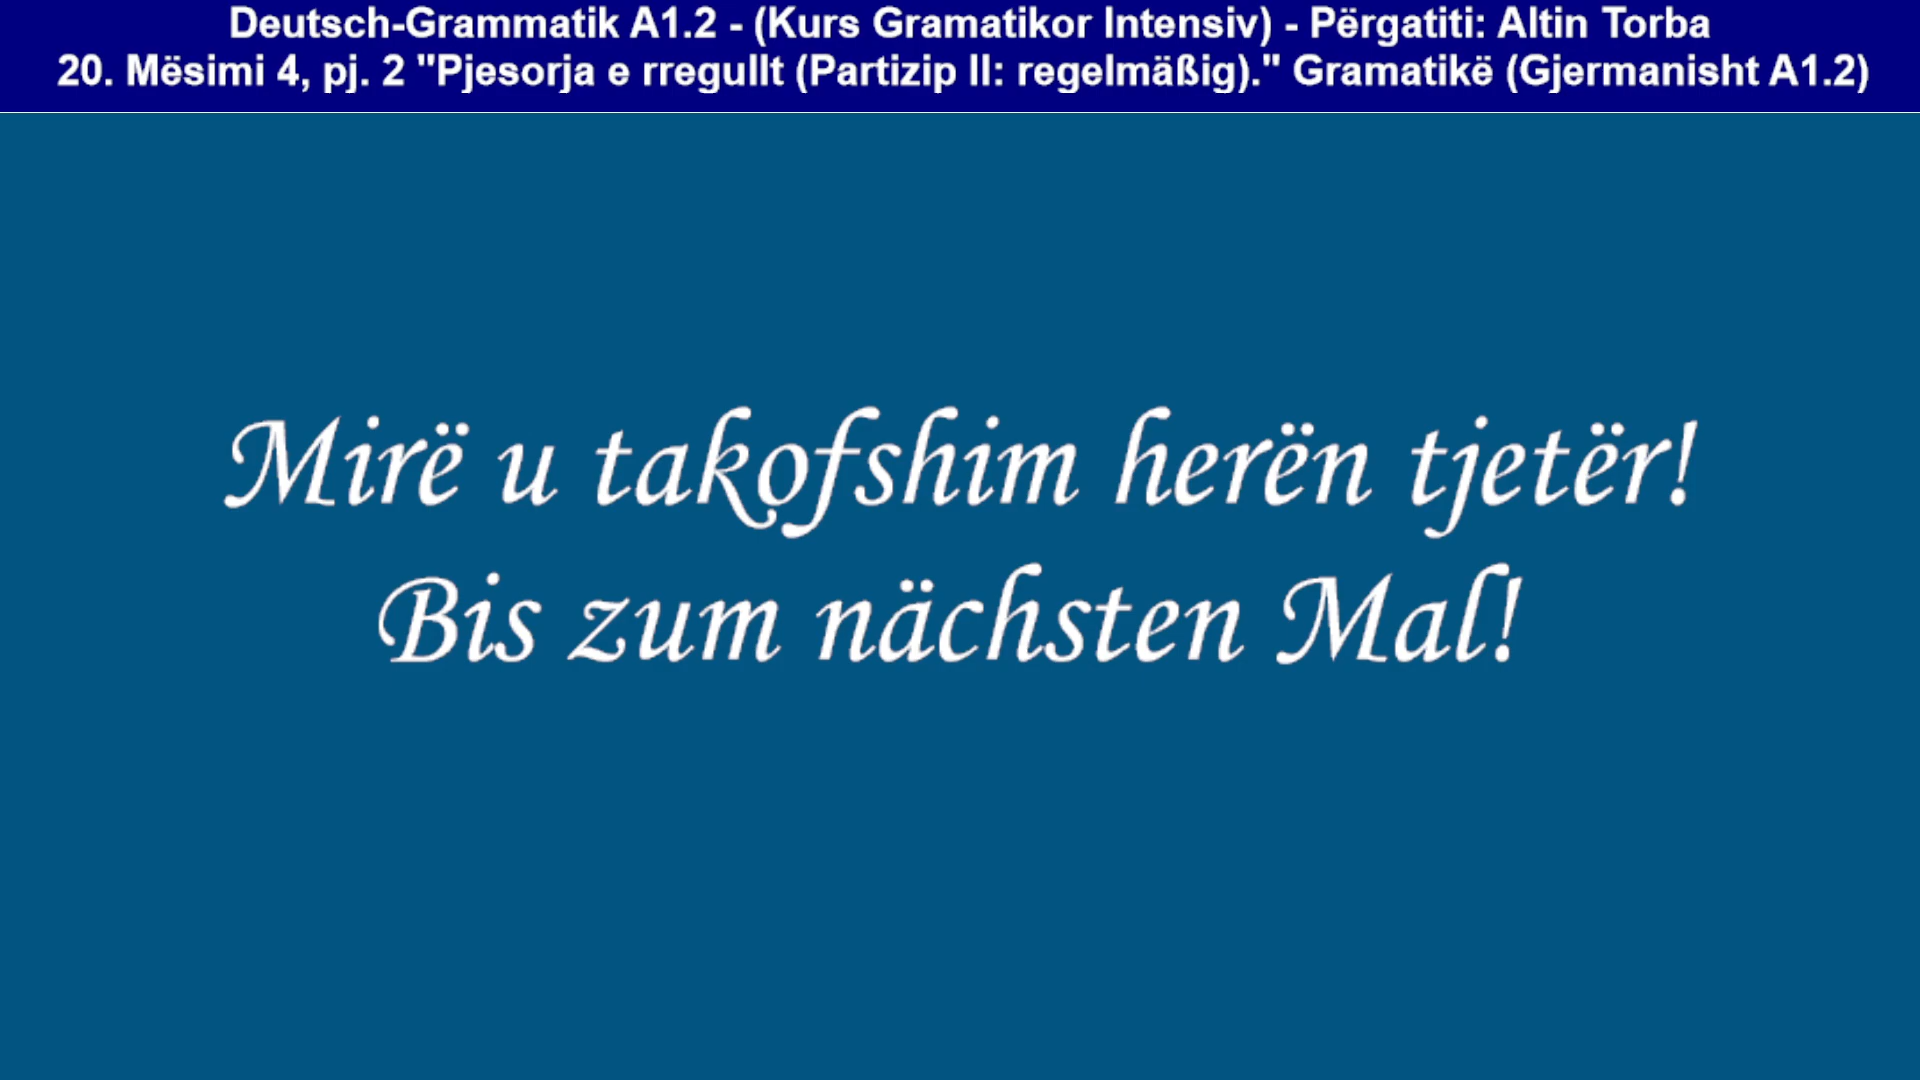 Deutsch-Grammatik A1.2 - (Kurs Gramatikor Intensiv) - Përgatiti: Altin Torba
20. Mësimi 4, pj. 2 "Pjesorja e rregullt (Partizip II: regelmäßig)." Gramatikë (Gjermanisht A1.2)
Mirë u takofshim herën tjetër!
Bis zum nächsten Mal!